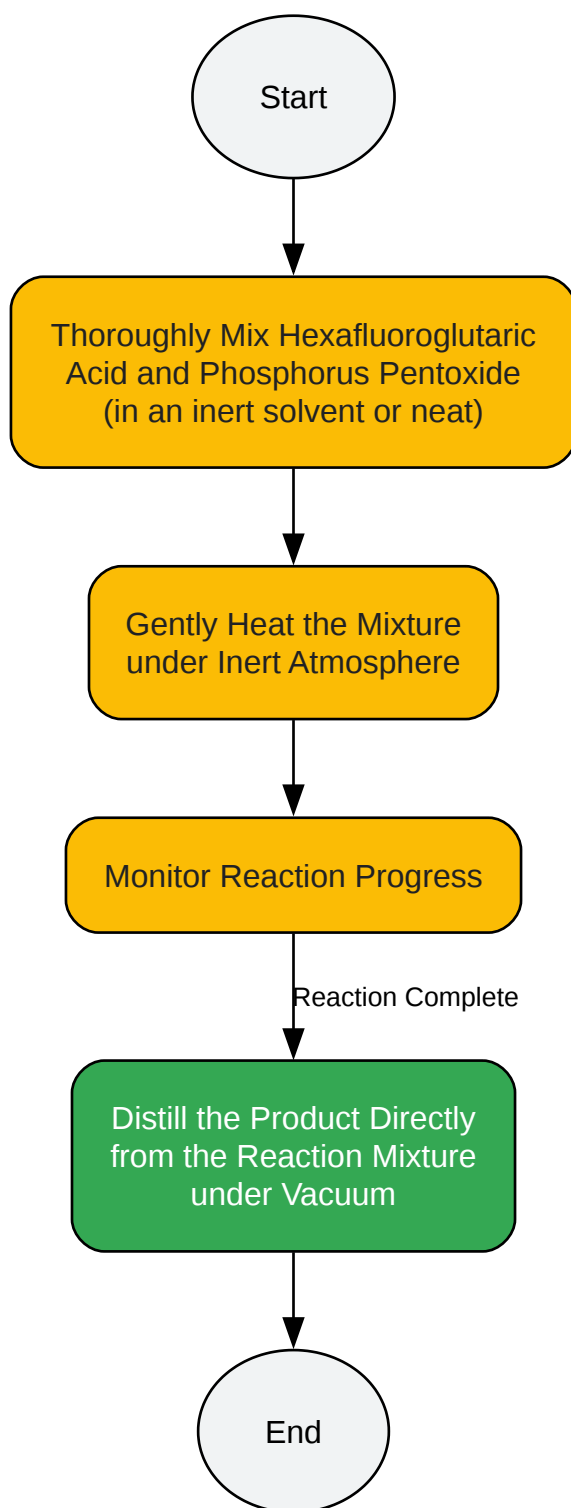 Start
Thoroughly Mix Hexafluoroglutaric
Acid and Phosphorus Pentoxide
(in an inert solvent or neat)
Gently Heat the Mixture
under Inert Atmosphere
Monitor Reaction Progress
Reaction Complete
Distill the Product Directly
from the Reaction Mixture
under Vacuum
End